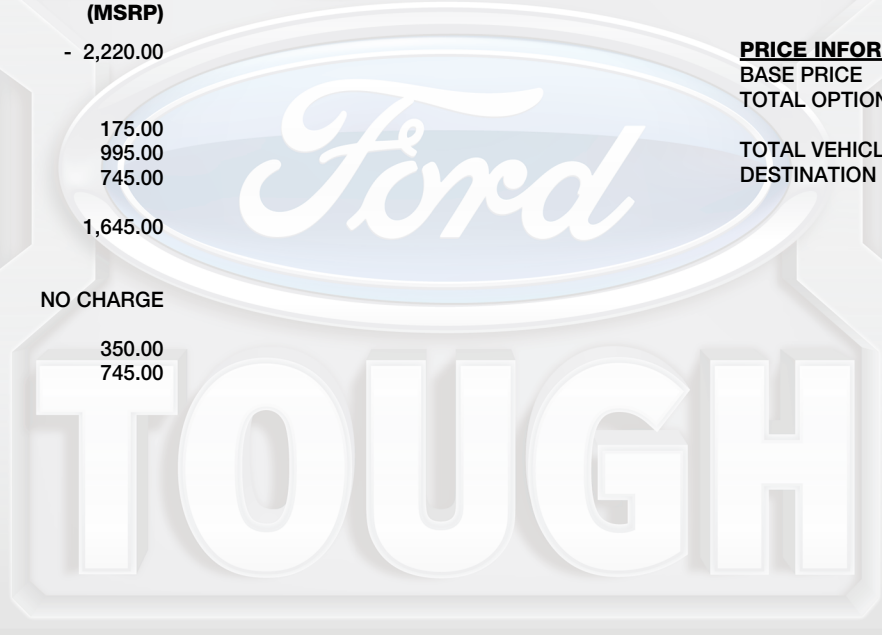 (MSRP)
- 2,220.00
175.00
995.00
745.00
1,645.00
NO CHARGE
350.00
745.00
PRICE INFOR
BASE PRICE
TOTAL OPTION
TOTAL VEHICL
DESTINATION
Ford
TOUGH